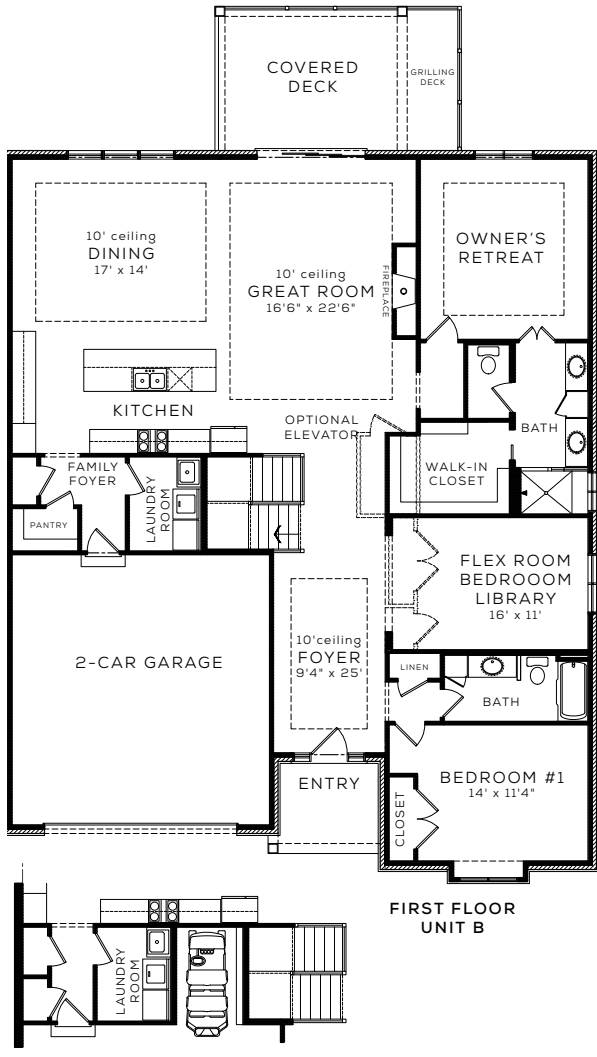 COVERED
DECK
GRILLING
DECK
10' ceiling
DINING
17' x 14'
10' ceiling
GREAT ROOM
16'6" x 22'6"
FIREPLACE
OWNER'S
RETREAT
KITCHEN
OPTIONAL
ELEVATOR
BATH
FAMILY
FOYER
LAUNDRY
ROOM
WALK-IN
CLOSET
PANTRY
FLEX ROOM
BEDROOOM
LIBRARY
16' x 11'
10'ceiling
FOYER
9'4" x 25'
2-CAR GARAGE
LINEN
BATH
ENTRY
BEDROOM #1
14' x 11'4"
CLOSET
FIRST FLOOR
UNIT B
LAUNDRY
ROOM